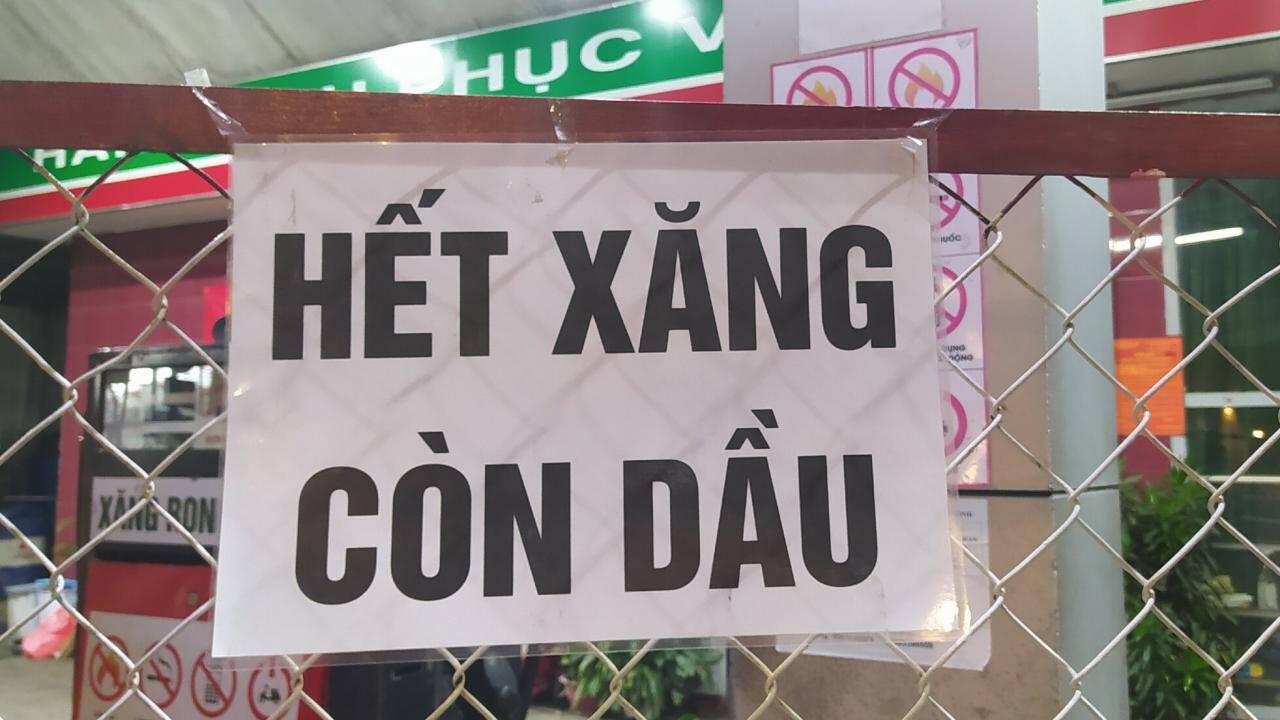 PHỤC V
HẾT XĂNG
CÒN DẦU
XĂNG RON